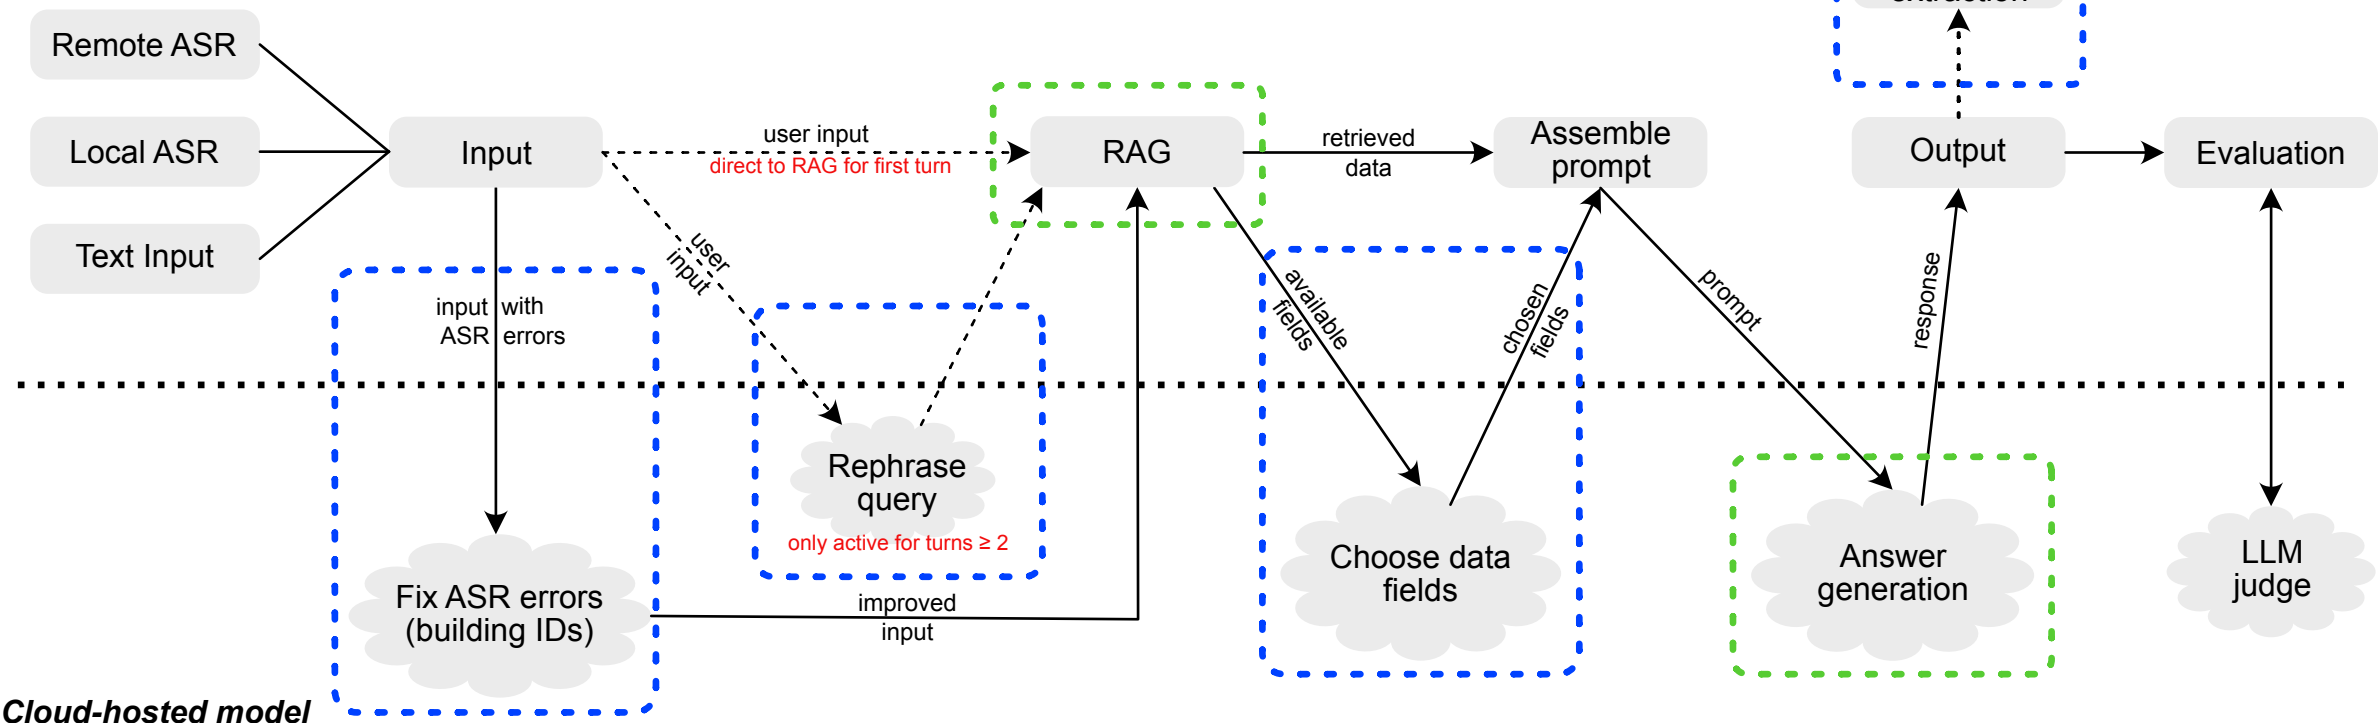 extraction
Remote ASR
Local ASR
Text Input
Input
user input
direct to RAG for first turn
RAG
retrieved
data
Assemble
prompt
Output
Evaluation
input with
ASR errors
user
input
available
fields
chosen
fields
prompt
response
Rephrase
query
only active for turns ≥ 2
Fix ASR errors
(building IDs)
improved
input
Choose data
fields
Answer
generation
LLM
judge
Cloud-hosted model